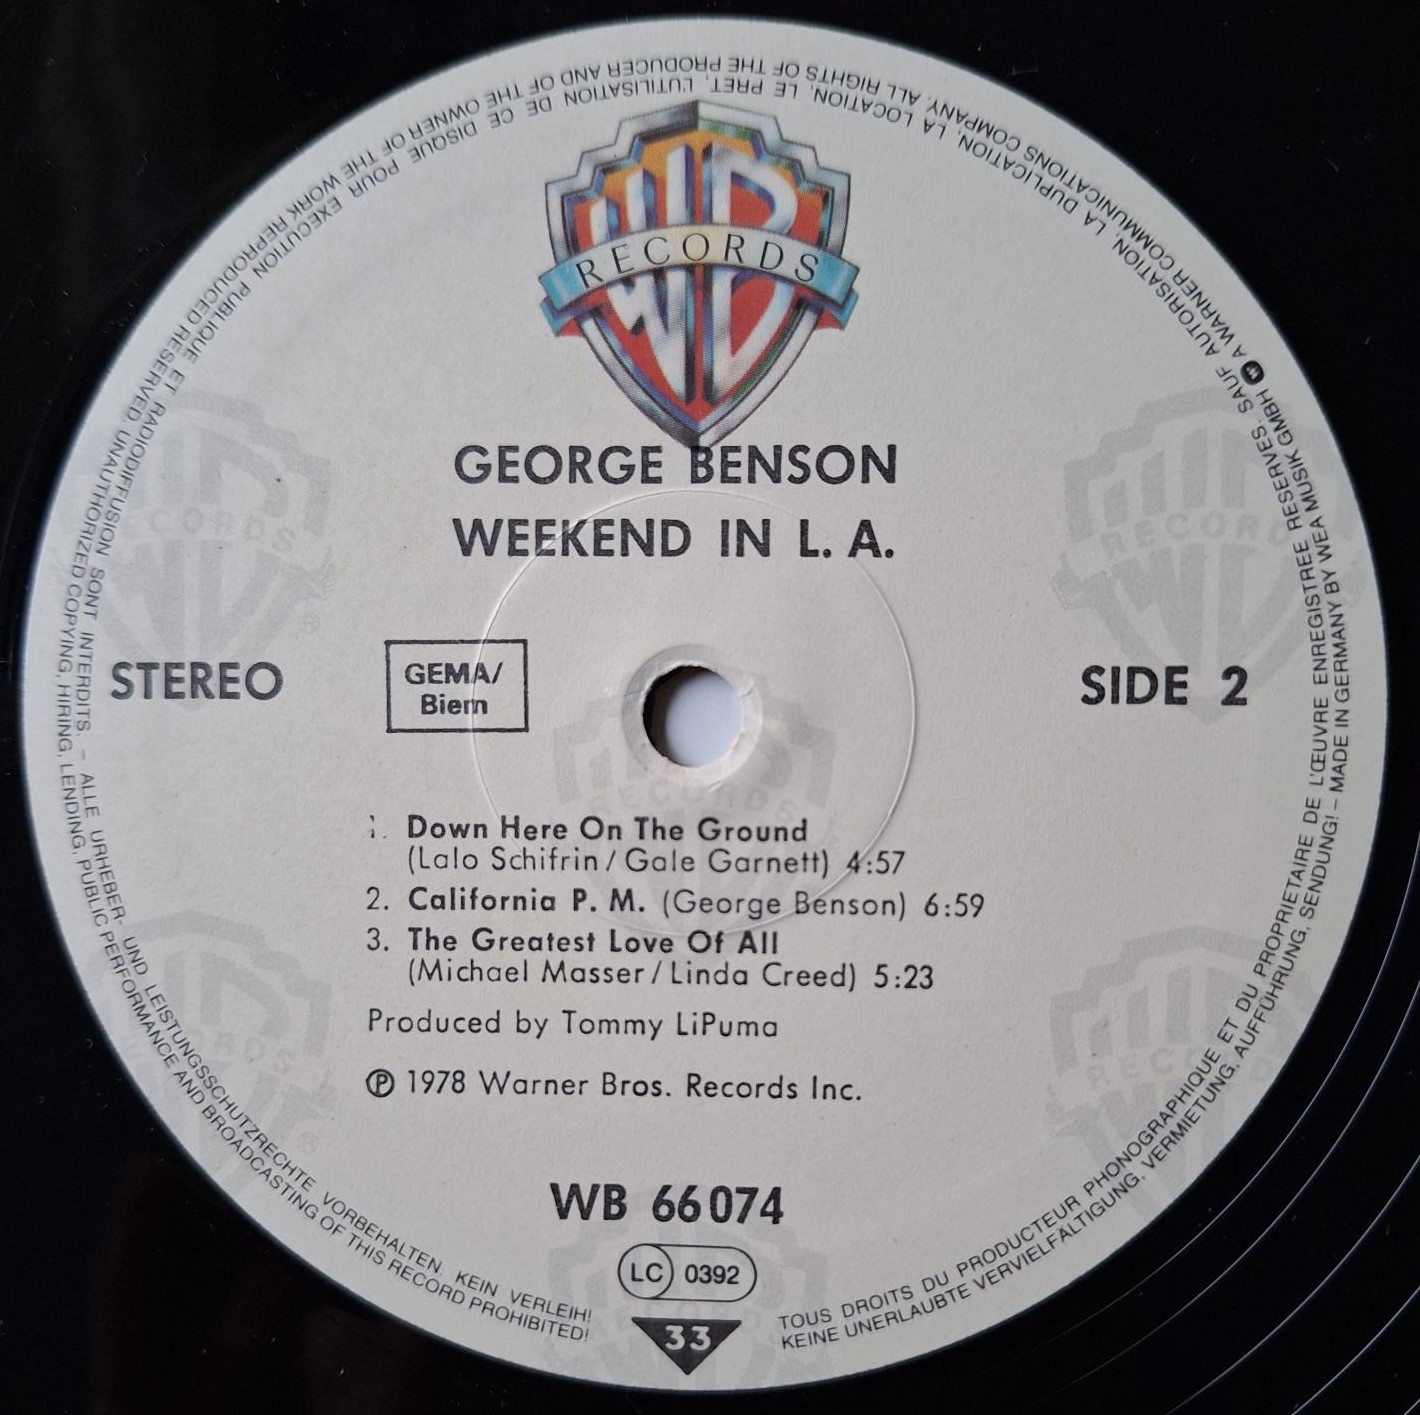 RECORDS
GEORGE BENSON
WEEKEND IN L. A.
STEREO
GEMA/
Biem
SIDE 2
1. Down Here On The Ground
(Lalo Schifrin / Gale Garnett) 4:57
2. California P. M. (George Benson) 6:59
3. The Greatest Love Of All
(Michael Masser / Linda Creed) 5:23
Produced by Tommy LiPuma
℗ 1978 Warner Bros. Records Inc.
WB 66 074
LC 0392
33
TOUS DROITS DU PRODUCTEUR PHONOGRAPHIQUE ET DU PROPRIETAIRE DE L'ŒUVRE ENREGISTREE RESERVES. SAUF AUTORISATION, LA DUPLICATION, LA LOCATION, LE PRET, L'UTILISATION DE CE DISQUE POUR EXECUTION PUBLIQUE ET RADIODIFFUSION SONT INTERDITS. – ALLE URHEBER- UND LEISTUNGSSCHUTZRECHTE VORBEHALTEN. KEIN VERLEIH!
KEINE UNERLAUBTE VERVIELFÄLTIGUNG, VERMIETUNG, AUFFÜHRUNG, SENDUNG! – MADE IN GERMANY BY WEA MUSIK GMBH A WARNER COMMUNICATIONS COMPANY. ALL RIGHTS OF THE PRODUCER AND OF THE OWNER OF THE WORK REPRODUCED RESERVED. UNAUTHORIZED COPYING, HIRING, LENDING, PUBLIC PERFORMANCE AND BROADCASTING OF THIS RECORD PROHIBITED!